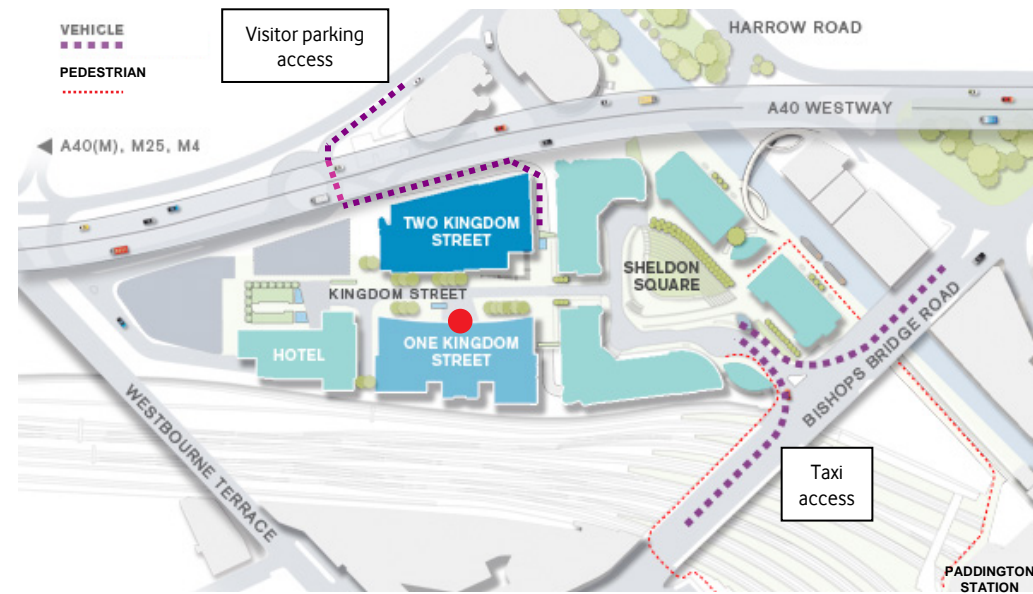 VEHICLE
PEDESTRIAN
Visitor parking
access
HARROW ROAD
A40 WESTWAY
A40(M), M25, M4
TWO KINGDOM
STREET
SHELDON
SQUARE
KINGDOM STREET
ONE KINGDOM
STREET
HOTEL
BISHOPS BRIDGE ROAD
WESTBOURNE TERRACE
Taxi
access
PADDINGTON
STATION